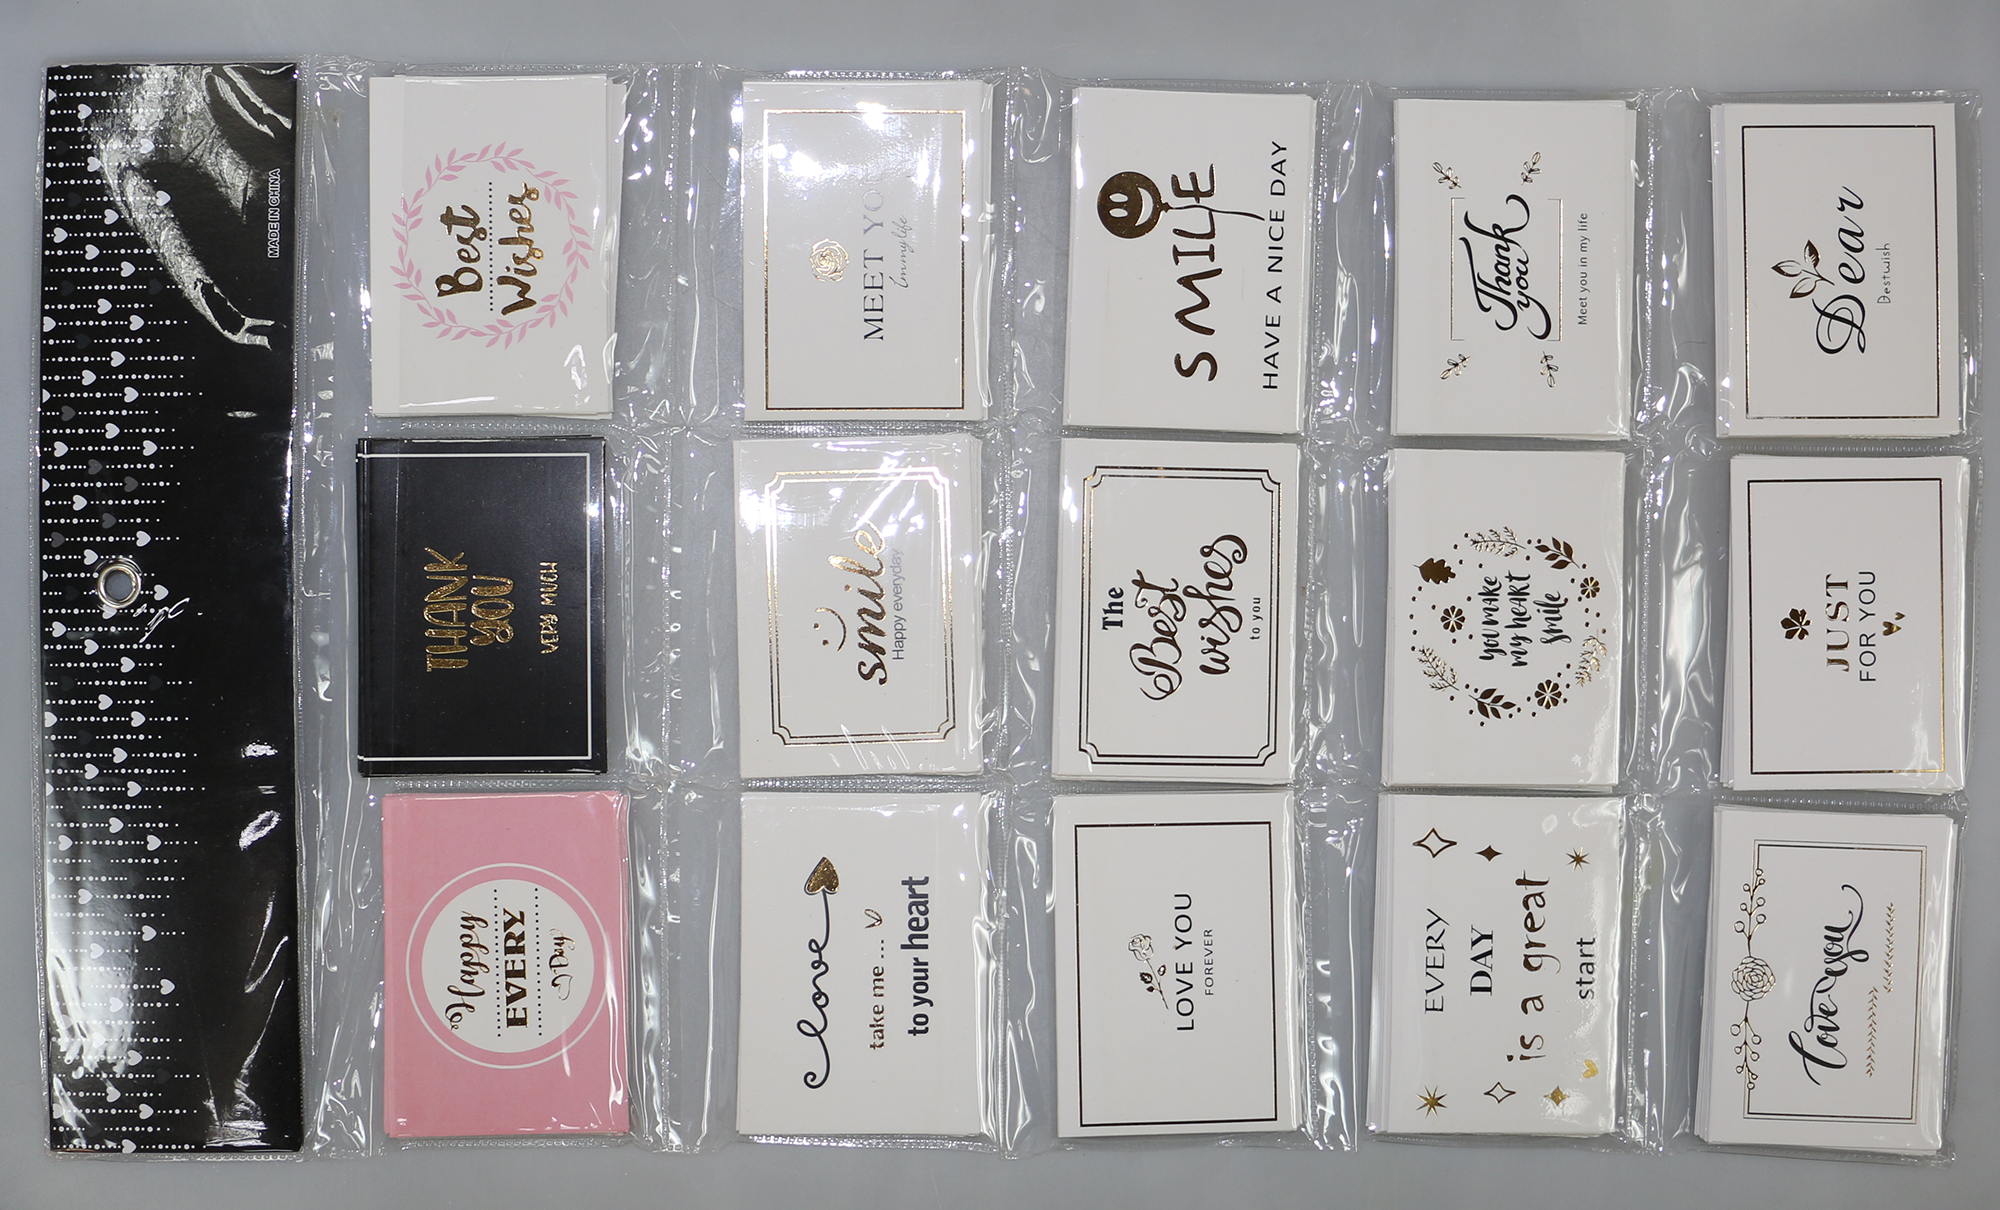 MADE IN CHINA
Happy
EVERY
Day
THANK
YOU
VERY MUCH
Best
Wishes
love
take me ...
to your heart
smile
Happy everyday
MEET YO
Im my life
LOVE YOU
FOREVER
The
Best
wishes
to you
SMILE
HAVE A NICE DAY
EVERY
DAY
is a great
start
you make
my heart
smile
Thank
you
Meet you in my life
Love you
JUST
FOR YOU
Dear
Destwish